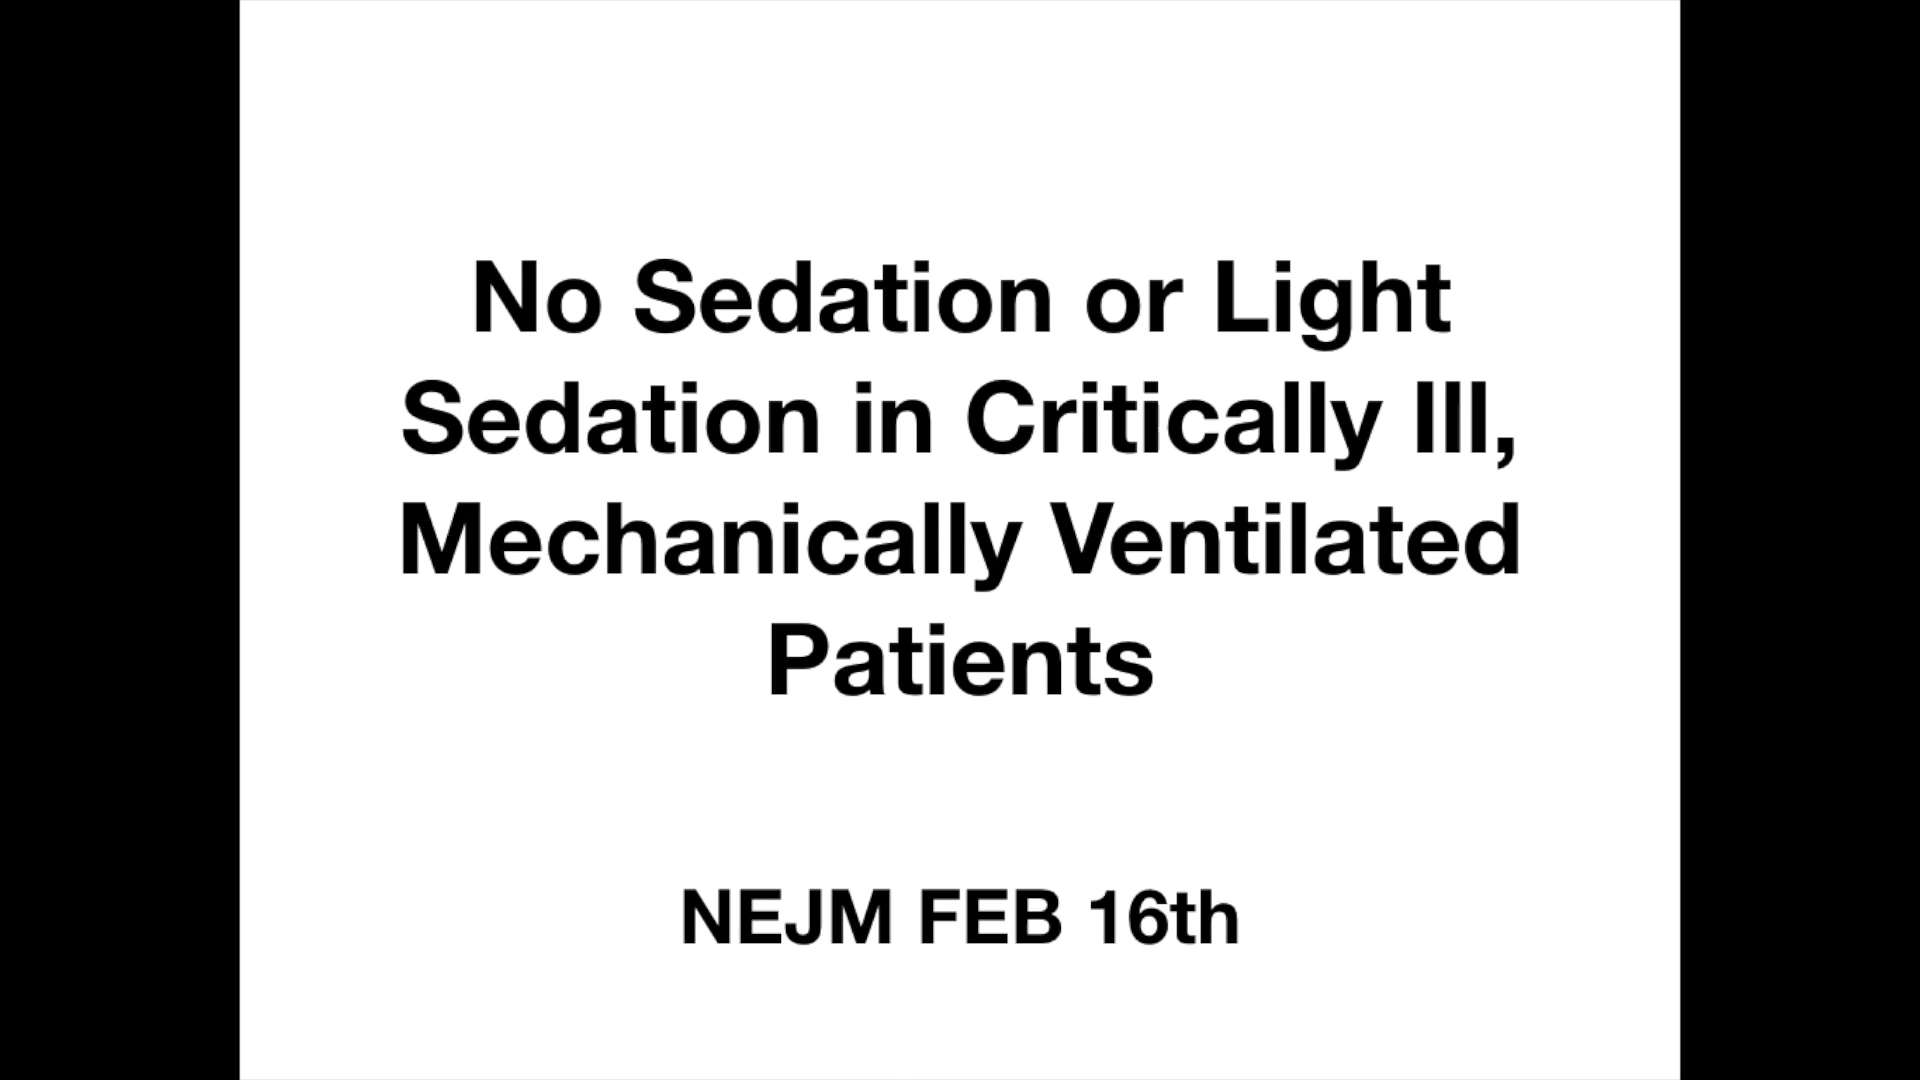 No Sedation or Light
Sedation in Critically Ill,
Mechanically Ventilated
Patients
NEJM FEB 16th